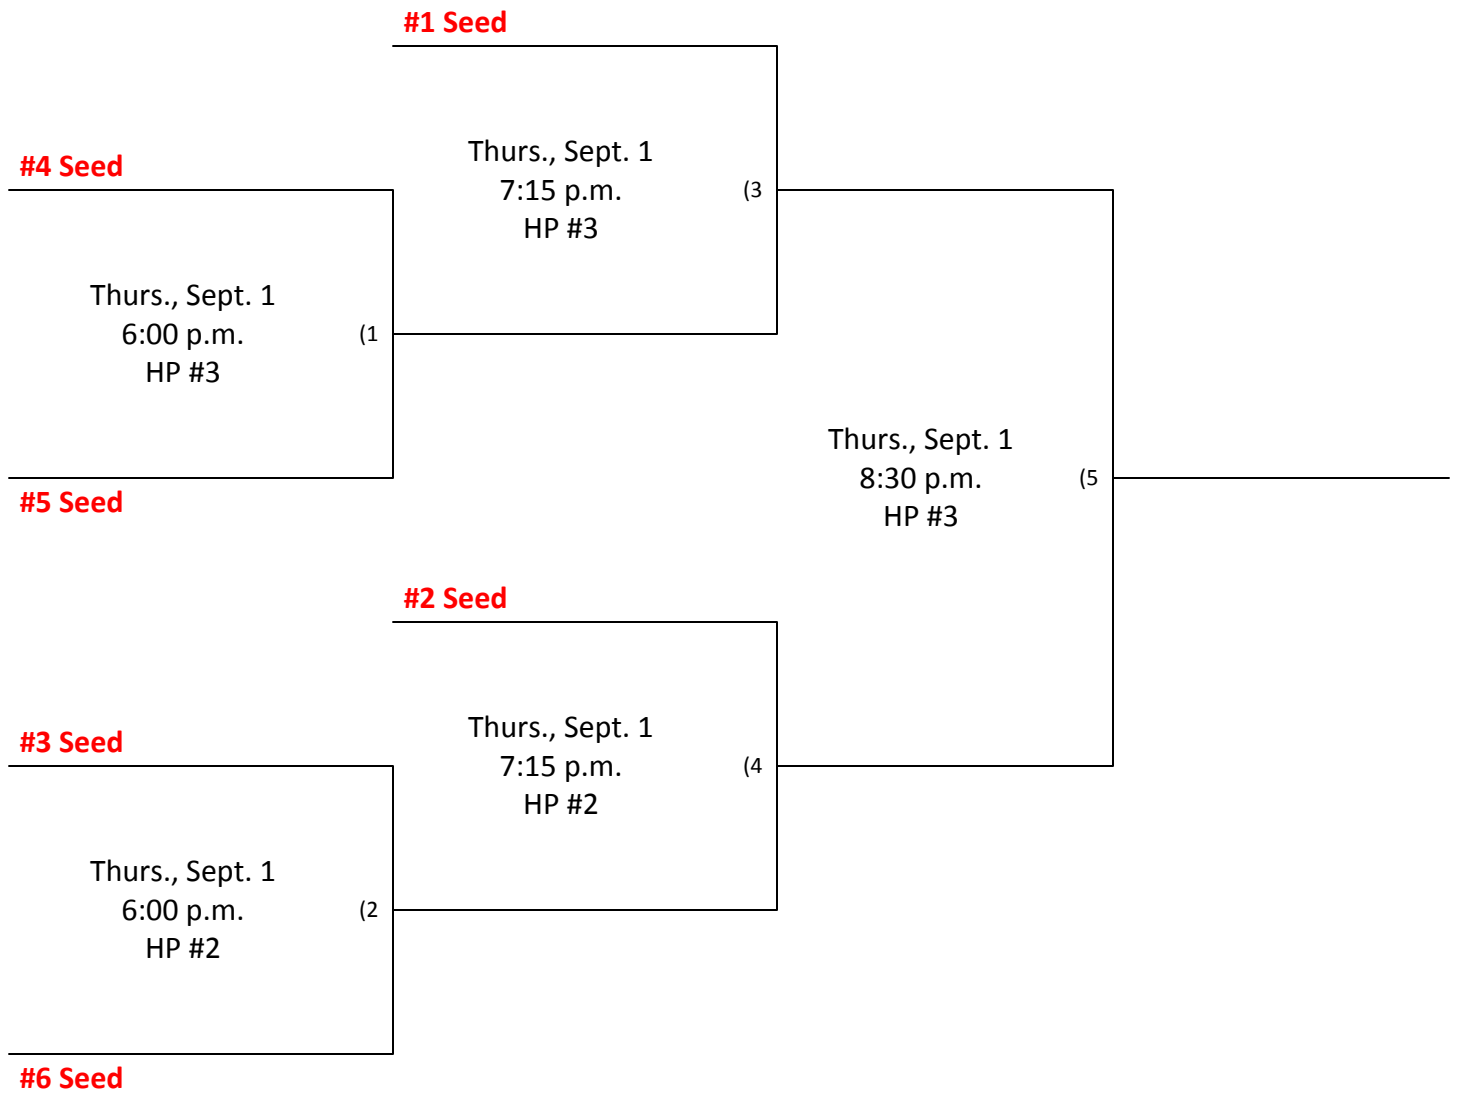 #1 Seed
Thurs., Sept. 1
7:15 p.m.
HP #3
(3
#4 Seed
Thurs., Sept. 1
6:00 p.m.
HP #3
(1
#5 Seed
Thurs., Sept. 1
8:30 p.m.
HP #3
(5
#2 Seed
Thurs., Sept. 1
7:15 p.m.
HP #2
(4
#3 Seed
Thurs., Sept. 1
6:00 p.m.
HP #2
(2
#6 Seed